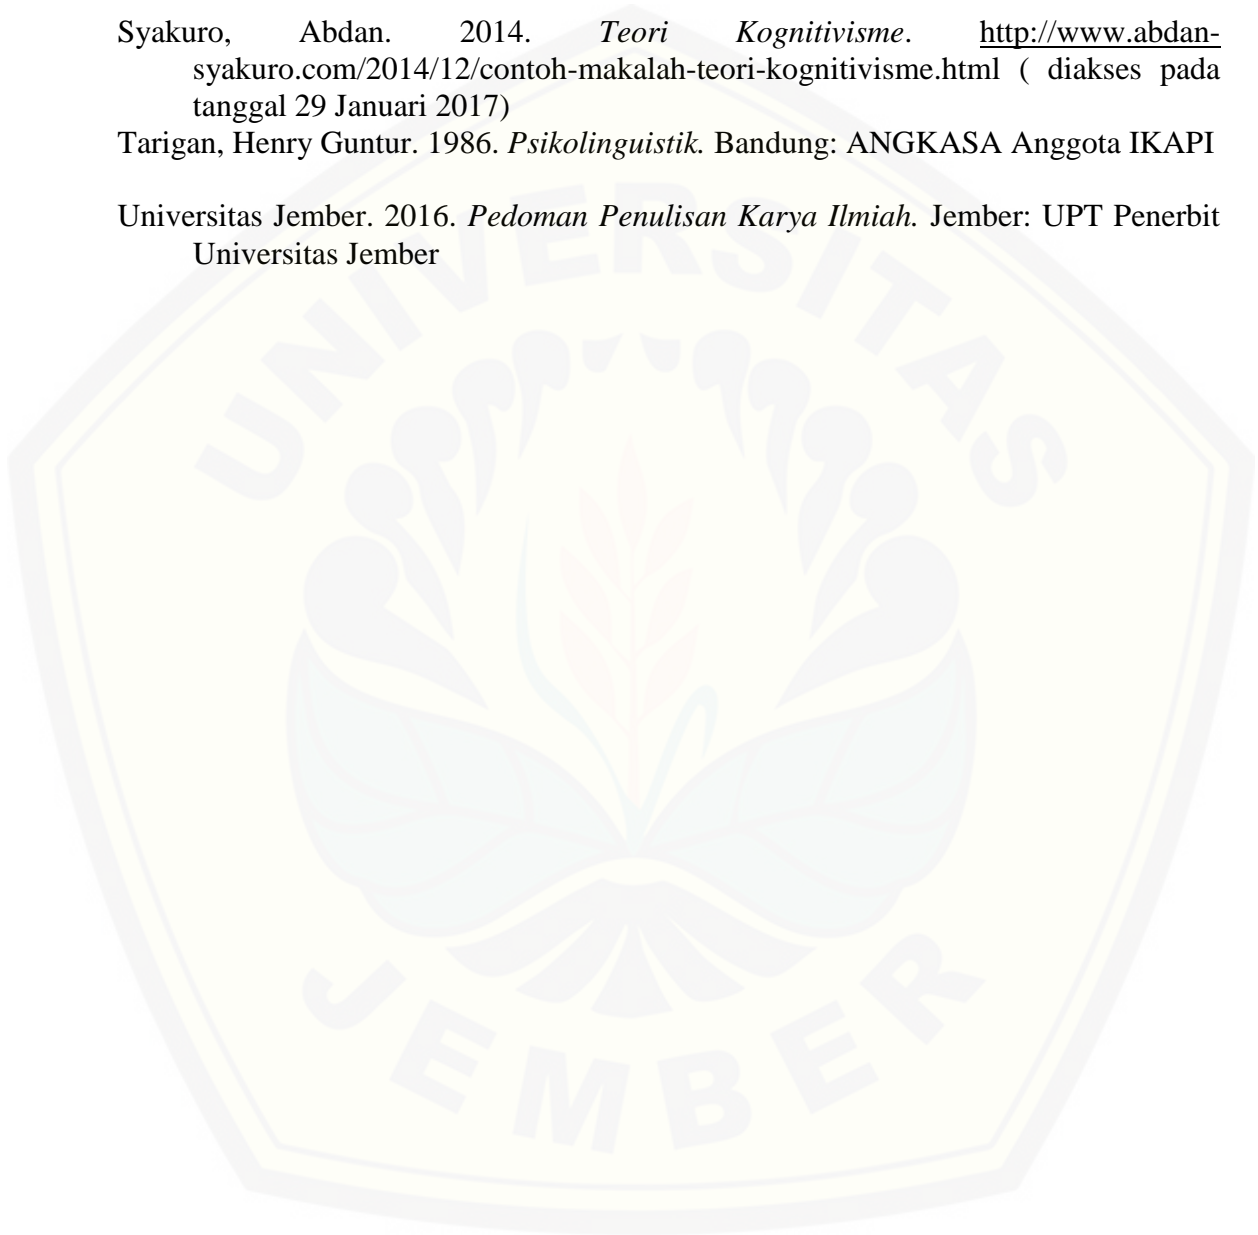 Syakuro, Abdan. 2014. Teori Kognitivisme. http://www.abdan-
syakuro.com/2014/12/contoh-makalah-teori-kognitivisme.html ( diakses pada
tanggal 29 Januari 2017)
Tarigan, Henry Guntur. 1986. Psikolinguistik. Bandung: ANGKASA Anggota IKAPI
Universitas Jember. 2016. Pedoman Penulisan Karya Ilmiah. Jember: UPT Penerbit
Universitas Jember
UNIVERSITAS
JEMBER